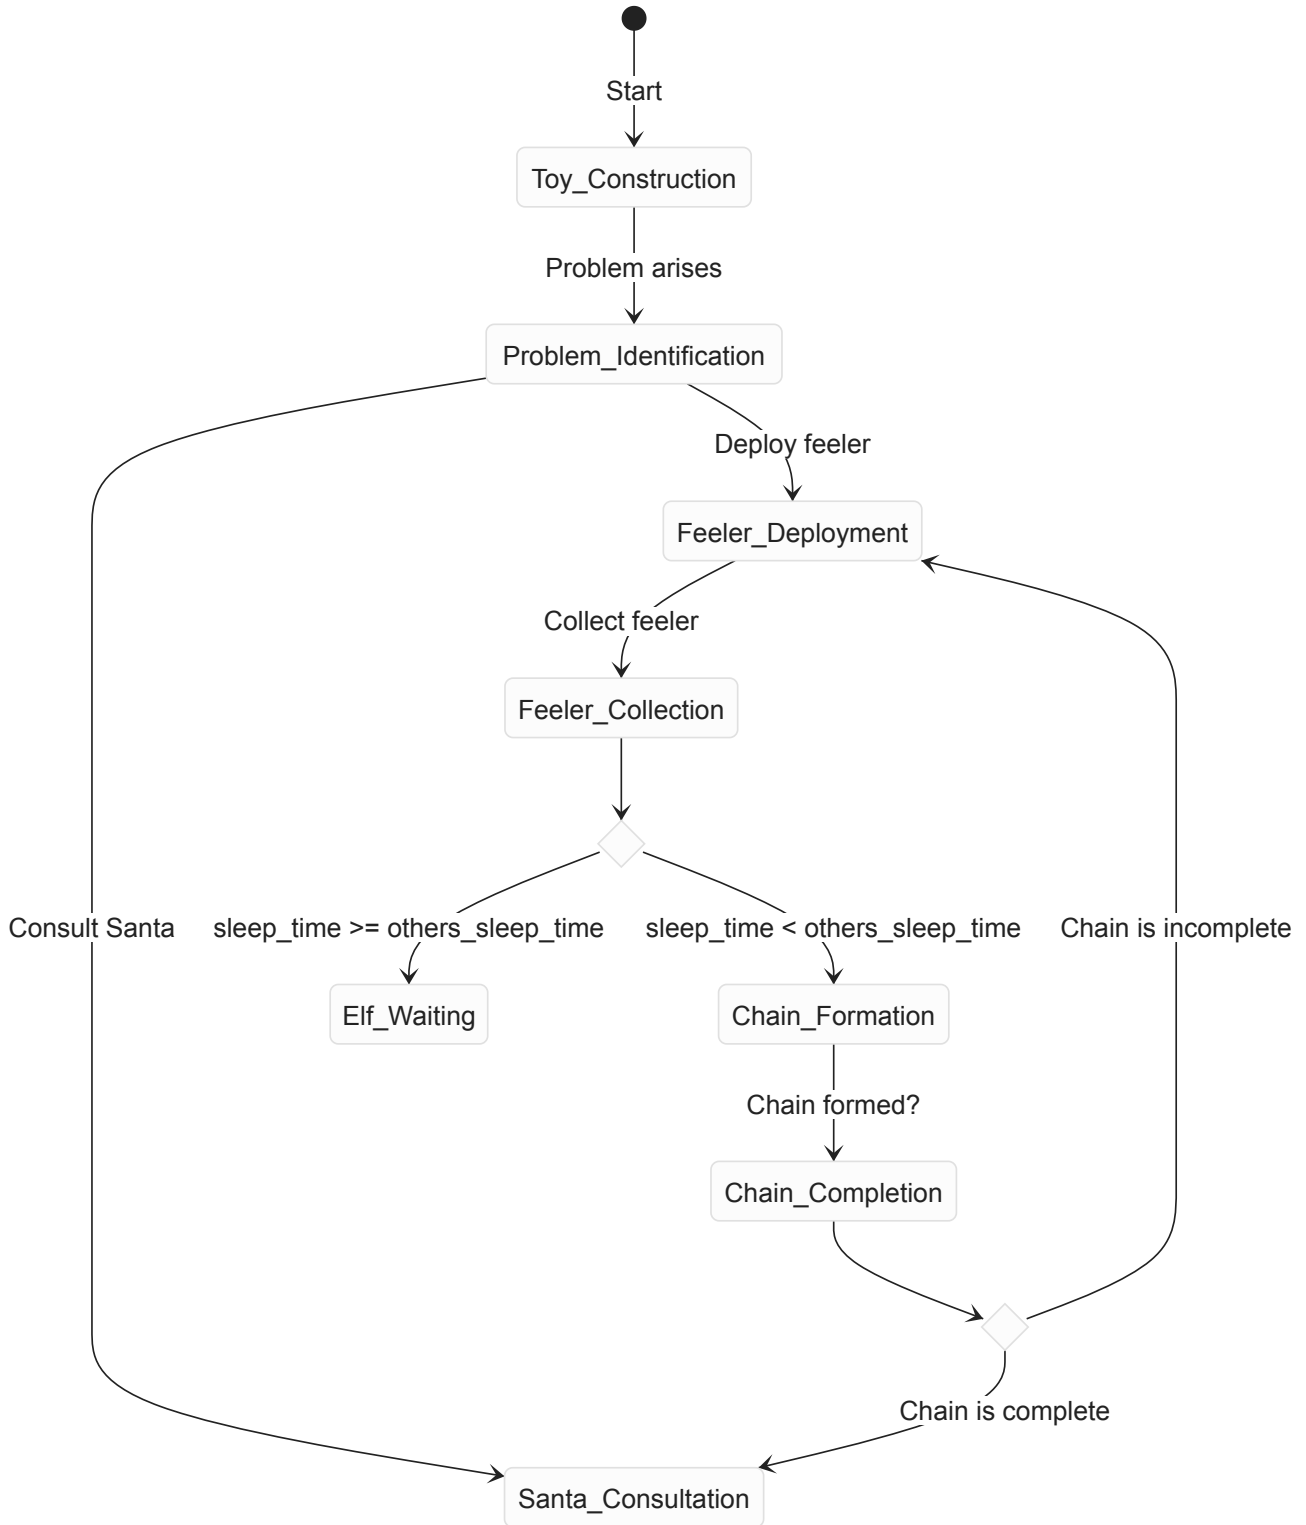 Start
Toy_Construction
Problem arises
Problem_Identification
Deploy feeler
Feeler_Deployment
Collect feeler
Feeler_Collection
Consult Santa
sleep_time >= others_sleep_time
sleep_time < others_sleep_time
Chain is incomplete
Elf_Waiting
Chain_Formation
Chain formed?
Chain_Completion
Chain is complete
Santa_Consultation